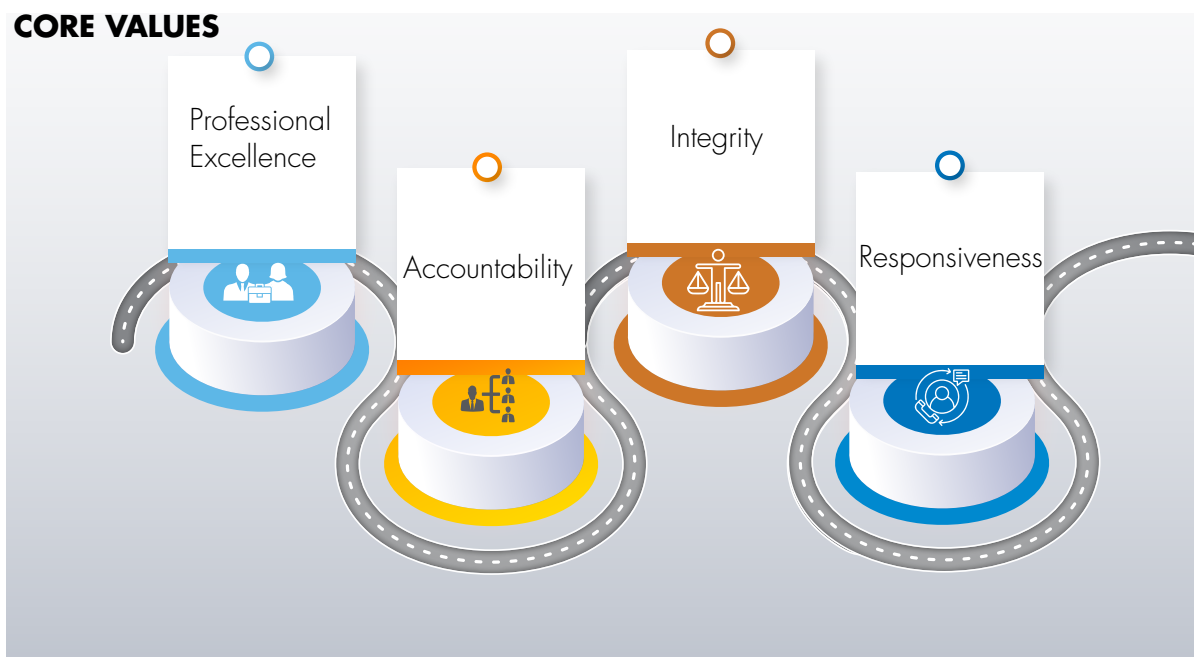 CORE VALUES
Professional
Excellence
Accountability
Integrity
Responsiveness